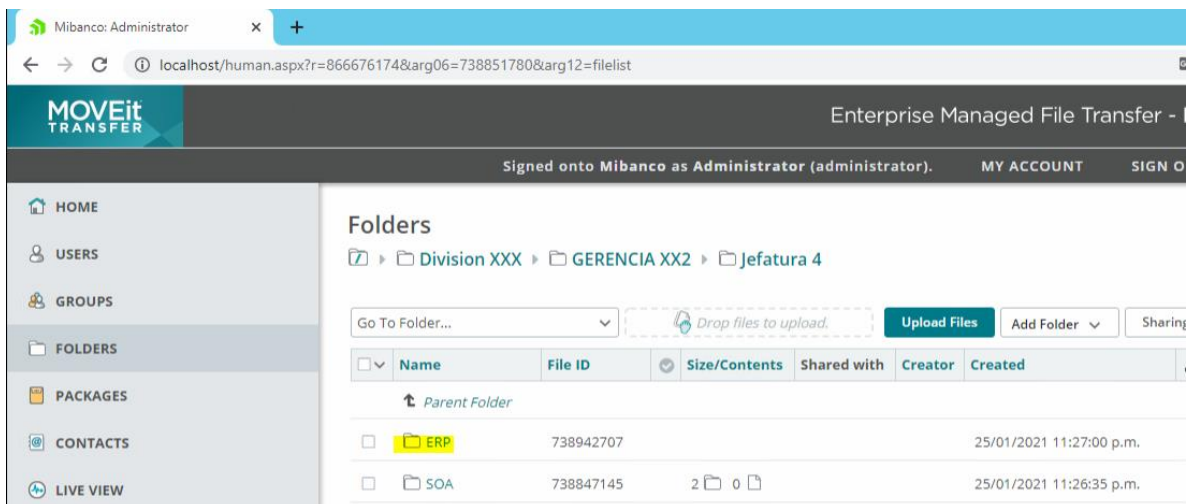 Mibanco: Administrator
localhost/human.aspx?r=866676174&arg06=738851780&arg12=filelist
MOVEit
TRANSFER
Enterprise Managed File Transfer -
Signed onto Mibanco as Administrator (administrator). MY ACCOUNT SIGN O
HOME
USERS
GROUPS
FOLDERS
PACKAGES
CONTACTS
LIVE VIEW
Folders
Division XXX GERENCIA XX2 Jefatura 4
Go To Folder... Drop files to upload. Upload Files Add Folder Sharing
Name File ID Size/Contents Shared with Creator Created
Parent Folder
ERP 738942707 25/01/2021 11:27:00 p.m.
SOA 738847145 2 0 25/01/2021 11:26:35 p.m.